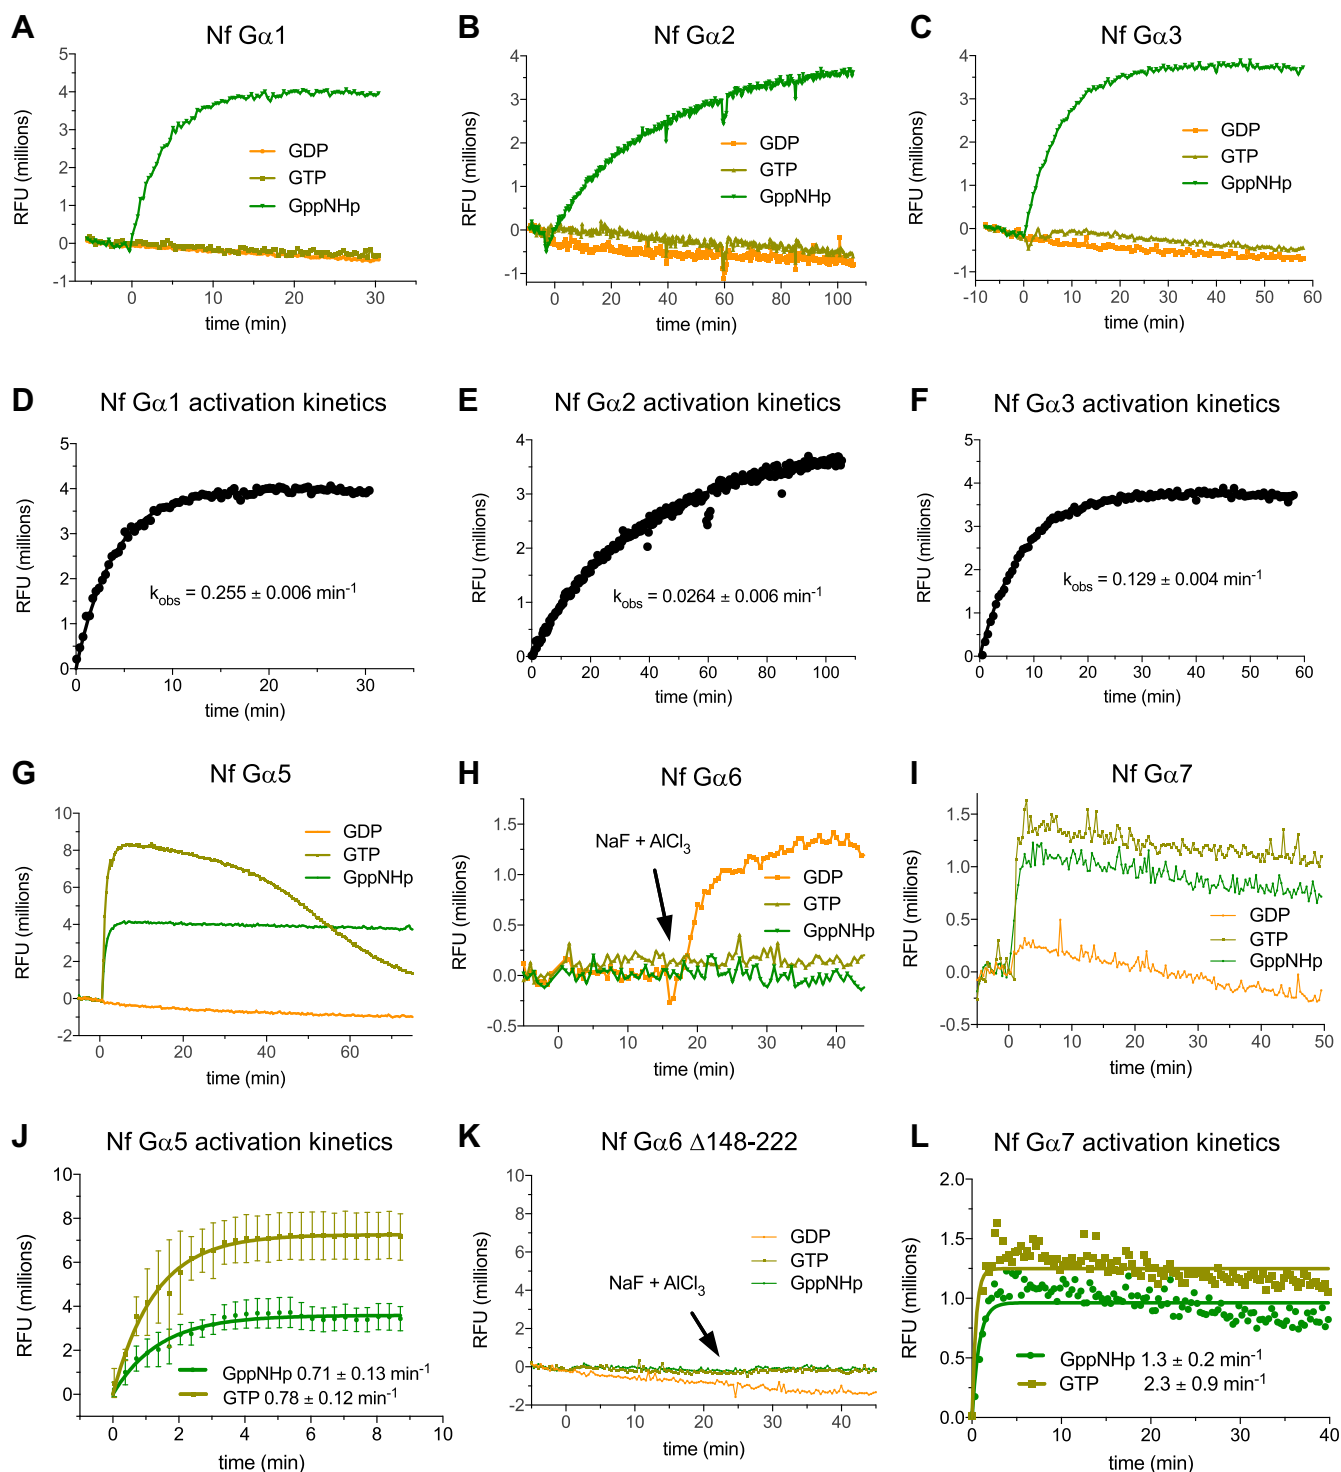 A
Nf Gα1
RFU (millions)
5
4
3
2
1
0
-1
GDP
GTP
GppNHp
0 10 20 30
time (min)
B
Nf Gα2
RFU (millions)
4
3
2
1
0
-1
GDP
GTP
GppNHp
0 20 40 60 80 100
time (min)
C
Nf Gα3
RFU (millions)
4
3
2
1
0
-1
GDP
GTP
GppNHp
-10 0 10 20 30 40 50 60
time (min)
D
Nf Gα1 activation kinetics
RFU (millions)
5
4
3
2
1
0
kobs = 0.255 ± 0.006 min-1
0 10 20 30
time (min)
E
Nf Gα2 activation kinetics
RFU (millions)
4
3
2
1
0
kobs = 0.0264 ± 0.006 min-1
0 20 40 60 80 100
time (min)
F
Nf Gα3 activation kinetics
RFU (millions)
5
4
3
2
1
0
kobs = 0.129 ± 0.004 min-1
0 10 20 30 40 50 60
time (min)
G
Nf Gα5
RFU (millions)
10
8
6
4
2
0
-2
GDP
GTP
GppNHp
0 20 40 60
time (min)
H
Nf Gα6
RFU (millions)
1.5
1.0
0.5
0.0
-0.5
NaF + AlCl3
GDP
GTP
GppNHp
0 10 20 30 40
time (min)
I
Nf Gα7
RFU (millions)
1.5
1.0
0.5
0.0
-0.5
GDP
GTP
GppNHp
0 10 20 30 40 50
time (min)
J
Nf Gα5 activation kinetics
RFU (millions)
10
8
6
4
2
0
GppNHp 0.71 ± 0.13 min-1
GTP 0.78 ± 0.12 min-1
0 2 4 6 8 10
time (min)
K
Nf Gα6 Δ148-222
RFU (millions)
10
8
6
4
2
0
-2
GDP
GTP
GppNHp
NaF + AlCl3
0 10 20 30 40
time (min)
L
Nf Gα7 activation kinetics
RFU (millions)
2.0
1.5
1.0
0.5
0.0
GppNHp 1.3 ± 0.2 min-1
GTP 2.3 ± 0.9 min-1
0 10 20 30 40
time (min)